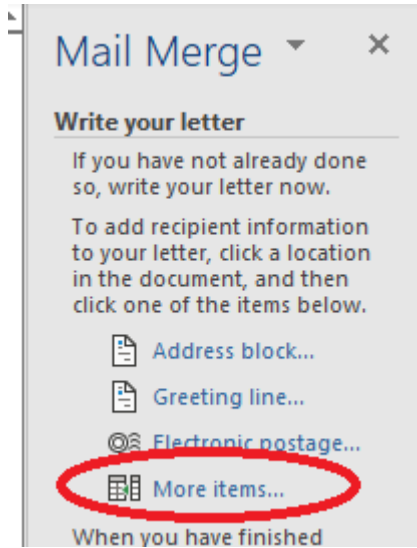 Mail Merge
Write your letter
If you have not already done
so, write your letter now.
To add recipient information
to your letter, click a location
in the document, and then
click one of the items below.
Address block...
Greeting line...
Electronic postage...
More items...
When you have finished